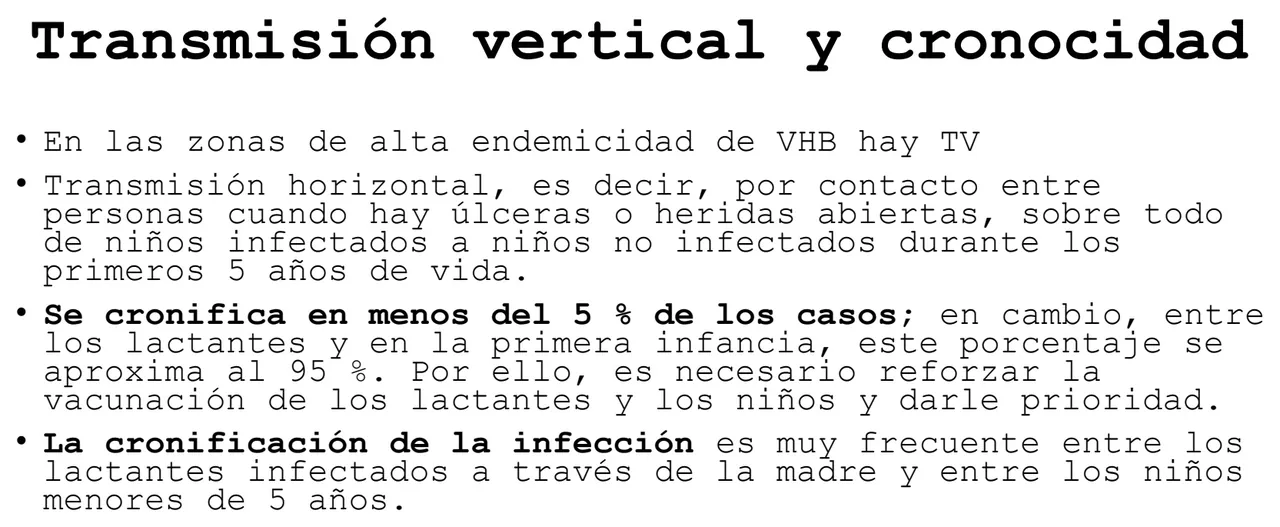 Transmisión vertical y cronocidad
• En las zonas de alta endemicidad de VHB hay TV
• Transmisión horizontal, es decir, por contacto entre
personas cuando hay úlceras o heridas abiertas, sobre todo
de niños infectados a niños no infectados durante los
primeros 5 años de vida.
• Se cronifica en menos del 5 % de los casos; en cambio, entre
los lactantes y en la primera infancia, este porcentaje se
aproxima al 95 %. Por ello, es necesario reforzar la
vacunación de los lactantes y los niños y darle prioridad.
• La cronificación de la infección es muy frecuente entre los
lactantes infectados a través de la madre y entre los niños
menores de 5 años.